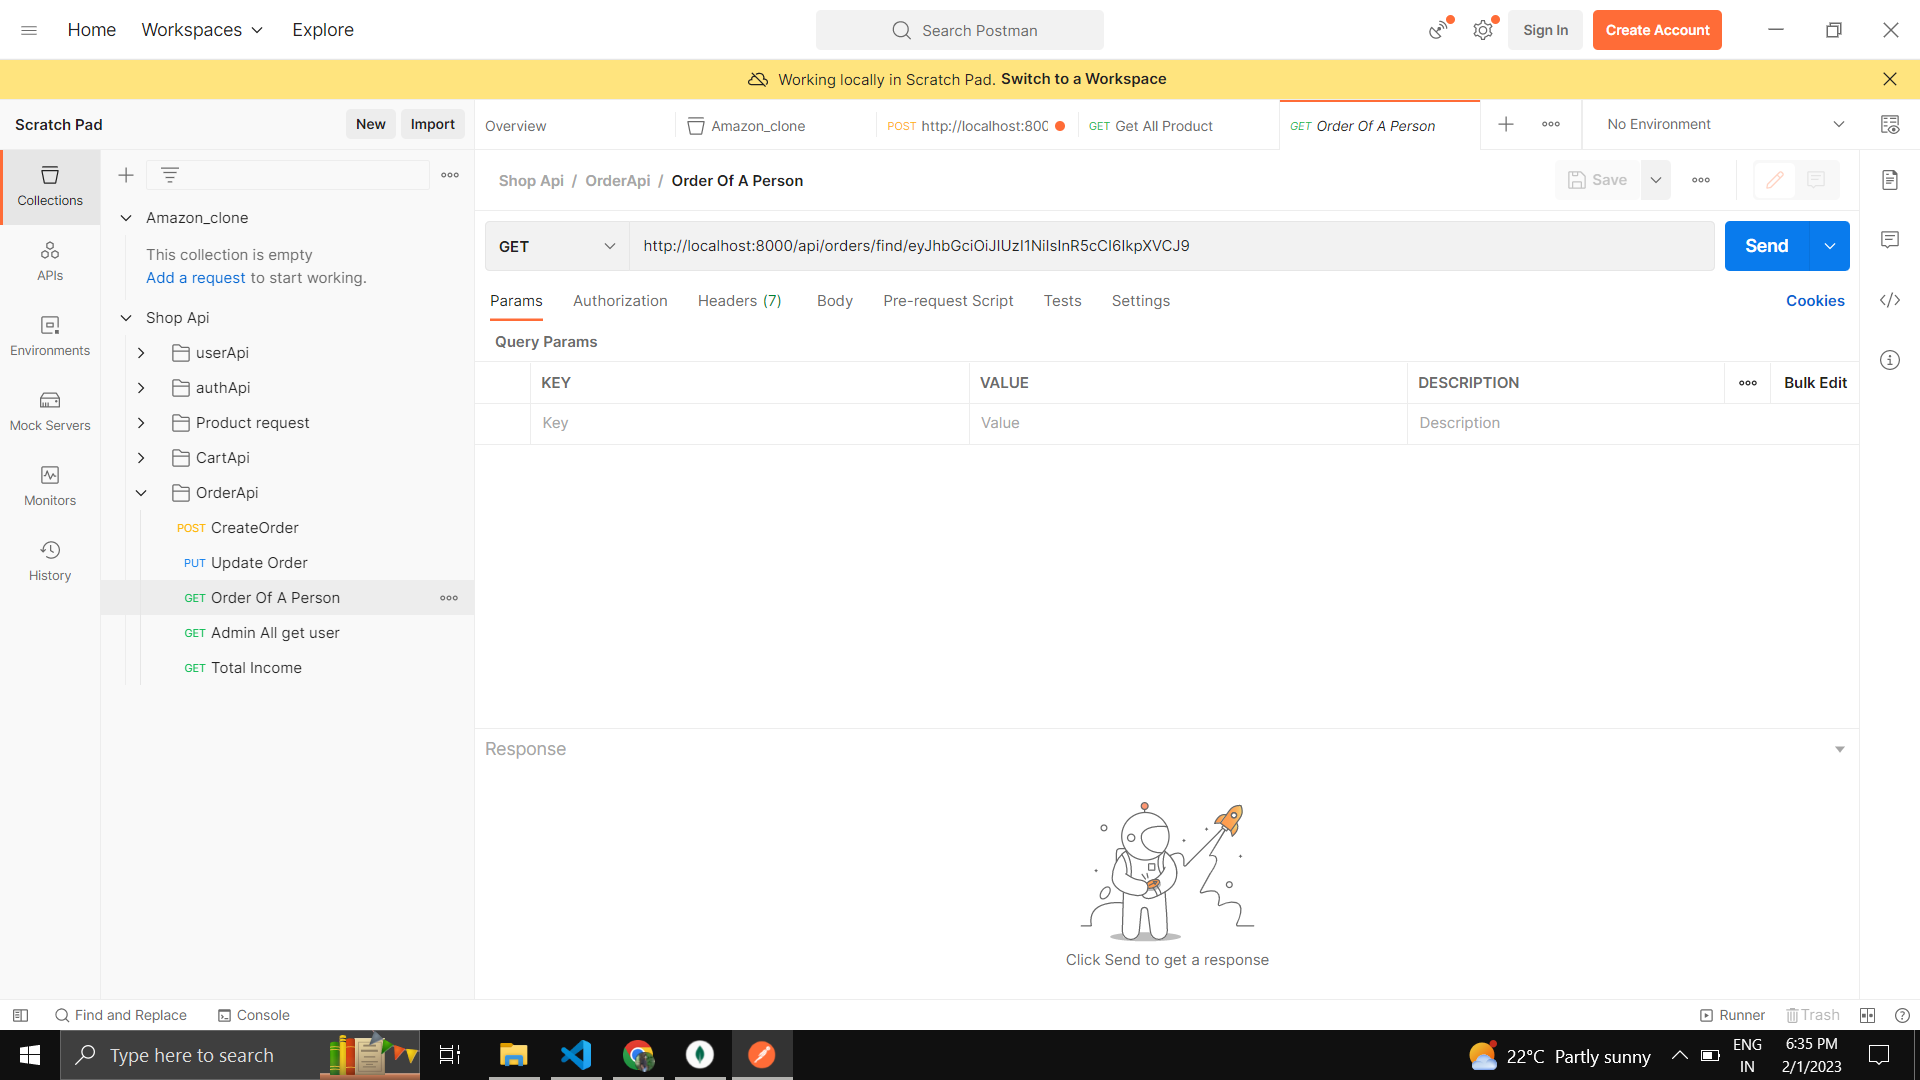 Home Workspaces Explore Search Postman Sign In Create Account
Working locally in Scratch Pad. Switch to a Workspace
Scratch Pad New Import Overview Amazon_clone POST http://localhost:800 GET Get All Product GET Order Of A Person No Environment
Collections
APIs
Environments
Mock Servers
Monitors
History
Amazon_clone
This collection is empty
Add a request to start working.
Shop Api
userApi
authApi
Product request
CartApi
OrderApi
POST CreateOrder
PUT Update Order
GET Order Of A Person
GET Admin All get user
GET Total Income
Shop Api / OrderApi / Order Of A Person Save
GET http://localhost:8000/api/orders/find/eyJhbGciOiJIUzI1NiIsInR5cCI6IkpXVCJ9 Send
Params Authorization Headers (7) Body Pre-request Script Tests Settings Cookies
Query Params
KEY VALUE DESCRIPTION Bulk Edit
Key Value Description
Response
Click Send to get a response
Find and Replace Console Runner Trash
Type here to search 22°C Partly sunny ENG IN 6:35 PM 2/1/2023